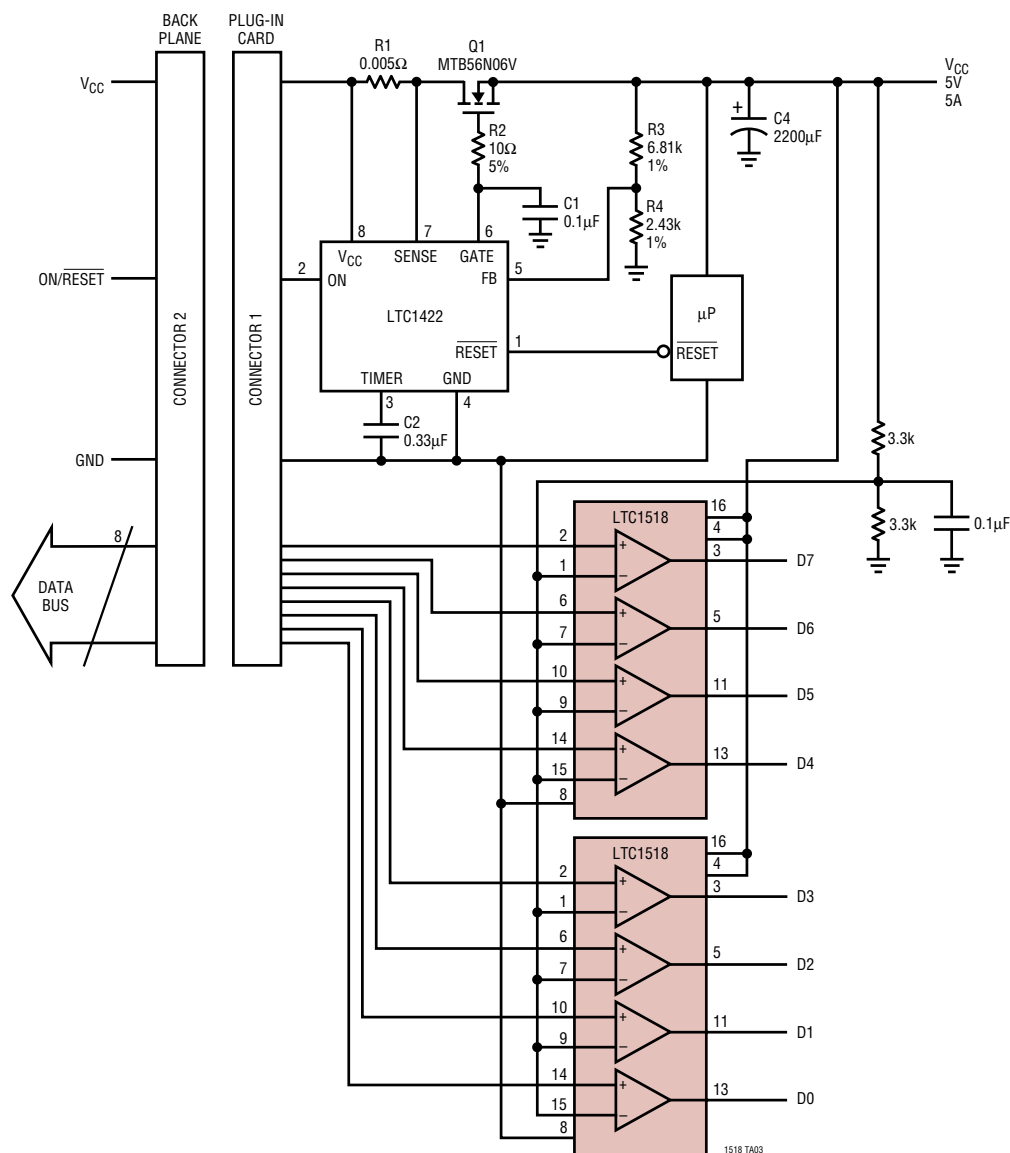 BACK
PLANE
PLUG-IN
CARD
R1
0.005Ω
Q1
MTB56N06V
VCC
VCC
5V
5A
+
C4
2200µF
R2
10Ω
5%
R3
6.81k
1%
C1
0.1µF
R4
2.43k
1%
8
7
6
VCC
SENSE
GATE
2
ON
FB
5
ON/RESET
LTC1422
µP
RESET
1
RESET
CONNECTOR 2
CONNECTOR 1
TIMER
GND
3
4
C2
0.33µF
GND
3.3k
3.3k
0.1µF
8
DATA
BUS
LTC1518
16
4
2
+
3
D7
1
–
6
+
5
D6
7
–
10
+
11
D5
9
–
14
+
13
D4
15
–
8
LTC1518
16
4
2
+
3
D3
1
–
6
+
5
D2
7
–
10
+
11
D1
9
–
14
+
13
D0
15
–
8
1518 TA03